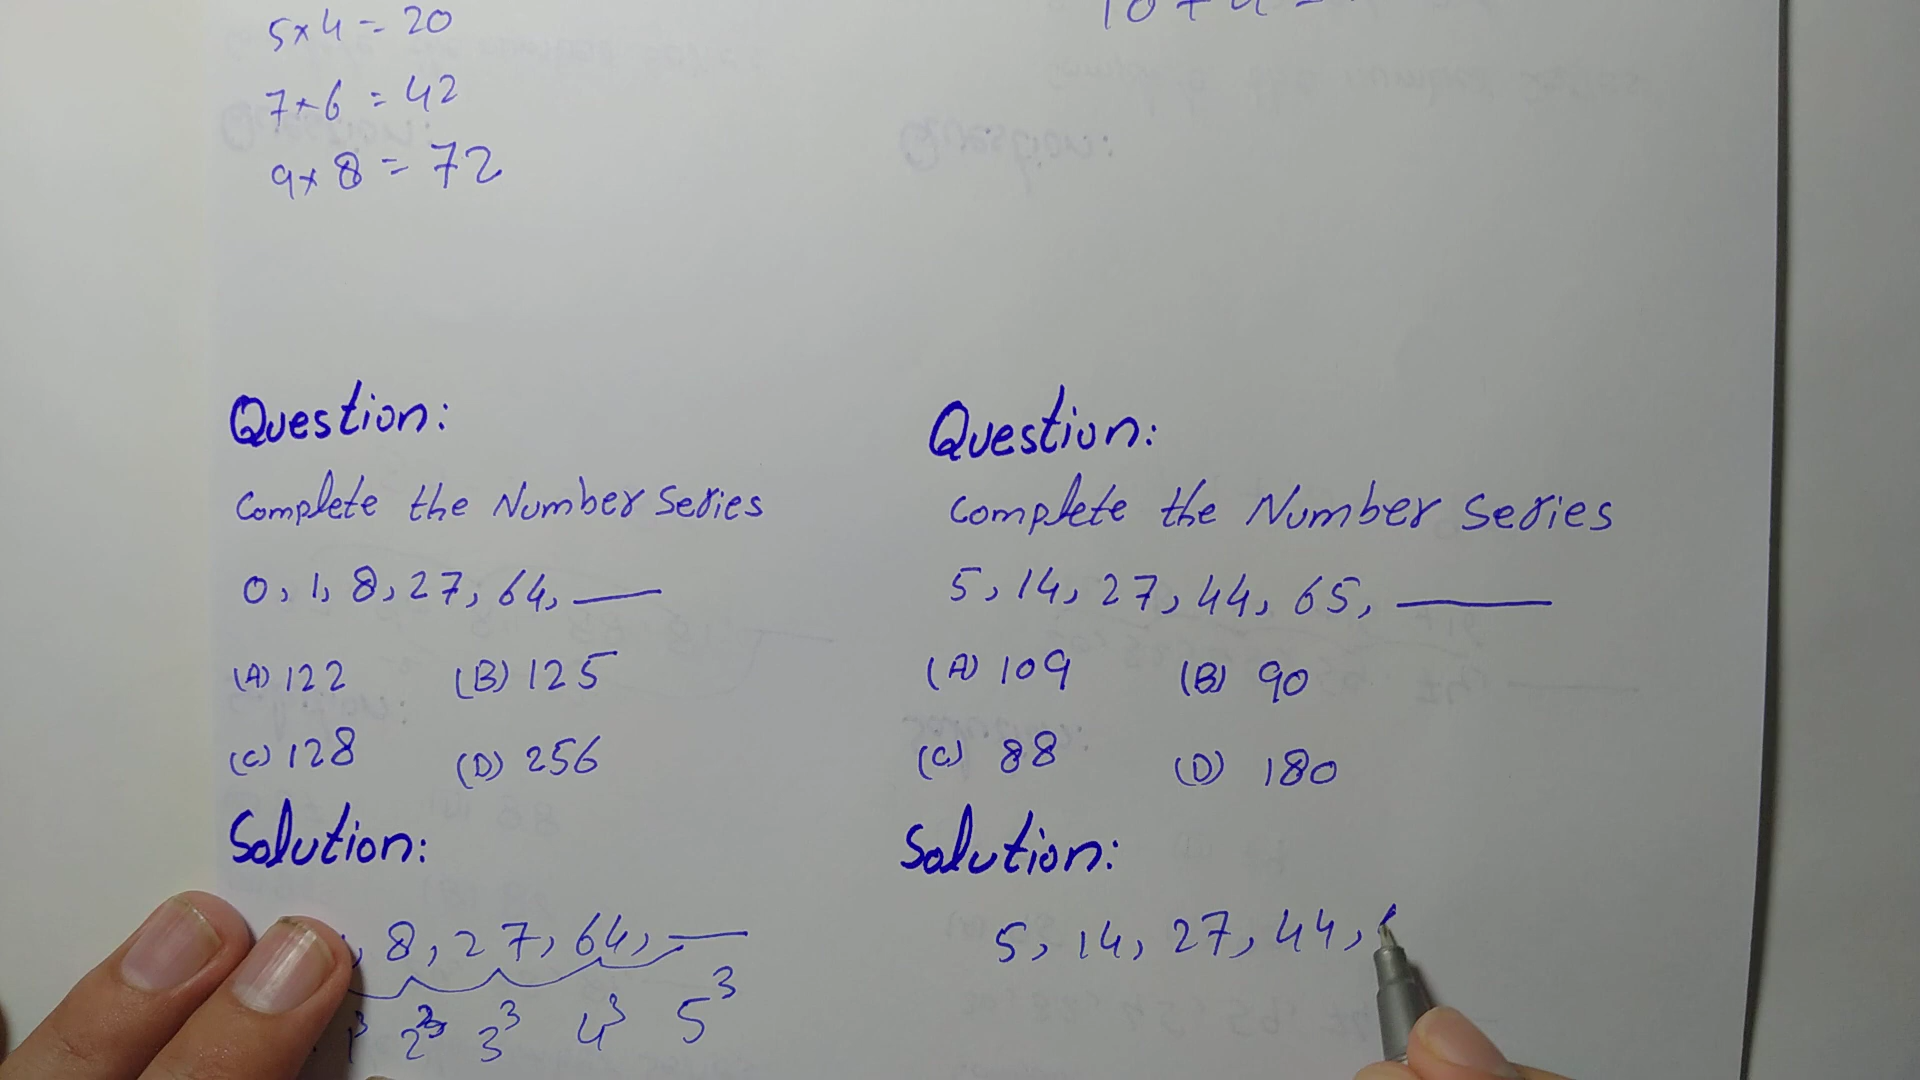 5×4 = 20
7×6 = 42
9×8 = 72
Question:
Complete the Number Series
0, 1, 8, 27, 64, ___
(A) 122 (B) 125
(C) 128 (D) 256
Solution:
, 8, 27, 64, ___
1³ 2³ 3³ 4³ 5³
Question:
Complete the Number Series
5, 14, 27, 44, 65, ___
(A) 109 (B) 90
(C) 88 (D) 180
Solution:
5, 14, 27, 44,